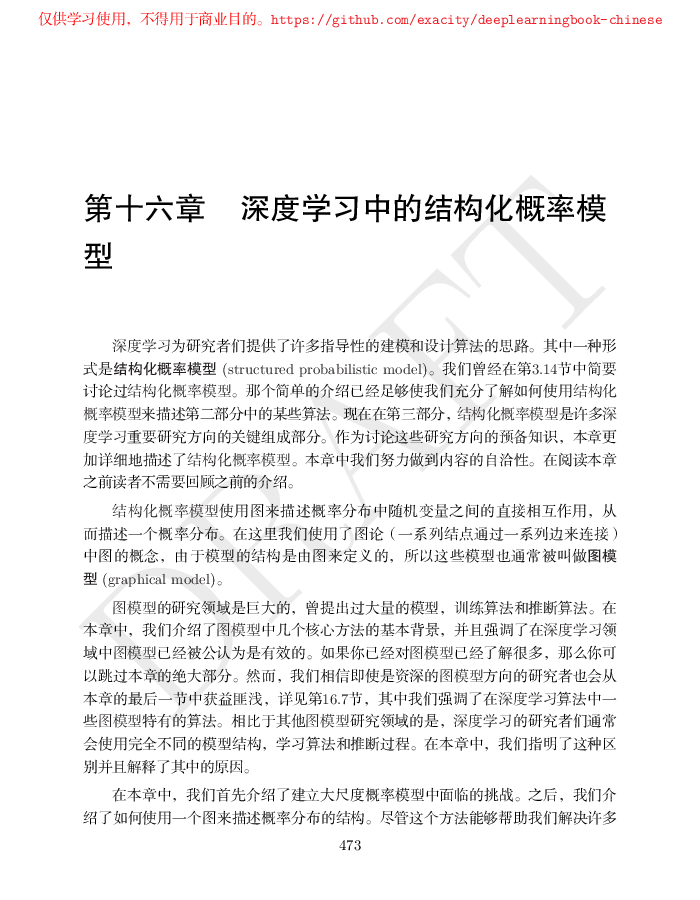 仅供学习使用，不得用于商业目的。https://github.com/exacity/deeplearningbook-chinese
第十六章 深度学习中的结构化概率模
型
深度学习为研究者们提供了许多指导性的建模和设计算法的思路。其中一种形
式是结构化概率模型 (structured probabilistic model)。我们曾经在第3.14节中简要
讨论过结构化概率模型。那个简单的介绍已经足够使我们充分了解如何使用结构化
概率模型来描述第二部分中的某些算法。现在在第三部分，结构化概率模型是许多深
度学习重要研究方向的关键组成部分。作为讨论这些研究方向的预备知识，本章更
加详细地描述了结构化概率模型。本章中我们努力做到内容的自洽性。在阅读本章
之前读者不需要回顾之前的介绍。
结构化概率模型使用图来描述概率分布中随机变量之间的直接相互作用，从
而描述一个概率分布。在这里我们使用了图论（一系列结点通过一系列边来连接）
中图的概念，由于模型的结构是由图来定义的，所以这些模型也通常被叫做图模
型 (graphical model)。
图模型的研究领域是巨大的，曾提出过大量的模型，训练算法和推断算法。在
本章中，我们介绍了图模型中几个核心方法的基本背景，并且强调了在深度学习领
域中图模型已经被公认为是有效的。如果你已经对图模型已经了解很多，那么你可
以跳过本章的绝大部分。然而，我们相信即使是资深的图模型方向的研究者也会从
本章的最后一节中获益匪浅，详见第16.7节，其中我们强调了在深度学习算法中一
些图模型特有的算法。相比于其他图模型研究领域的是，深度学习的研究者们通常
会使用完全不同的模型结构，学习算法和推断过程。在本章中，我们指明了这种区
别并且解释了其中的原因。
在本章中，我们首先介绍了建立大尺度概率模型中面临的挑战。之后，我们介
绍了如何使用一个图来描述概率分布的结构。尽管这个方法能够帮助我们解决许多
473
DRAFT